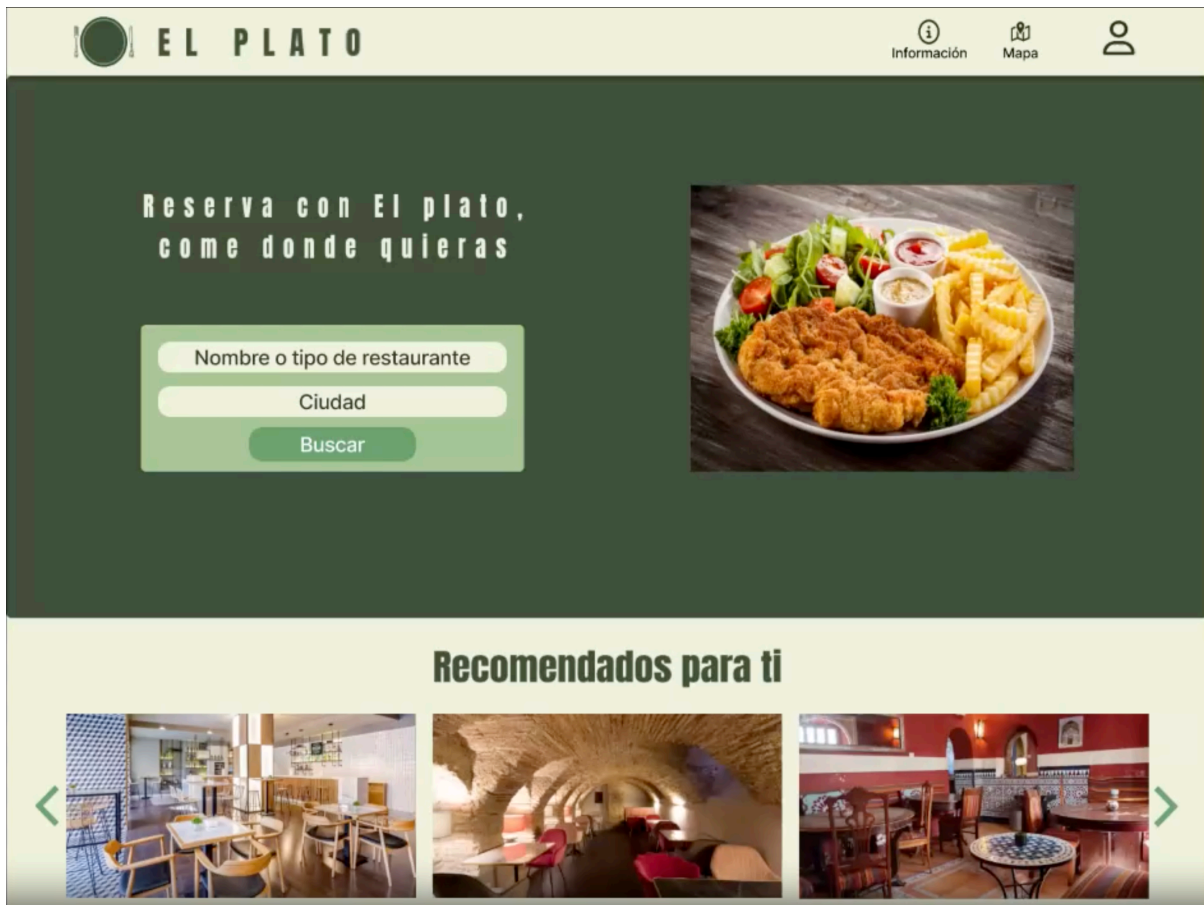 EL PLATO
Información
Mapa
Reserva con El plato,
come donde quieras
Nombre o tipo de restaurante
Ciudad
Buscar
Recomendados para ti